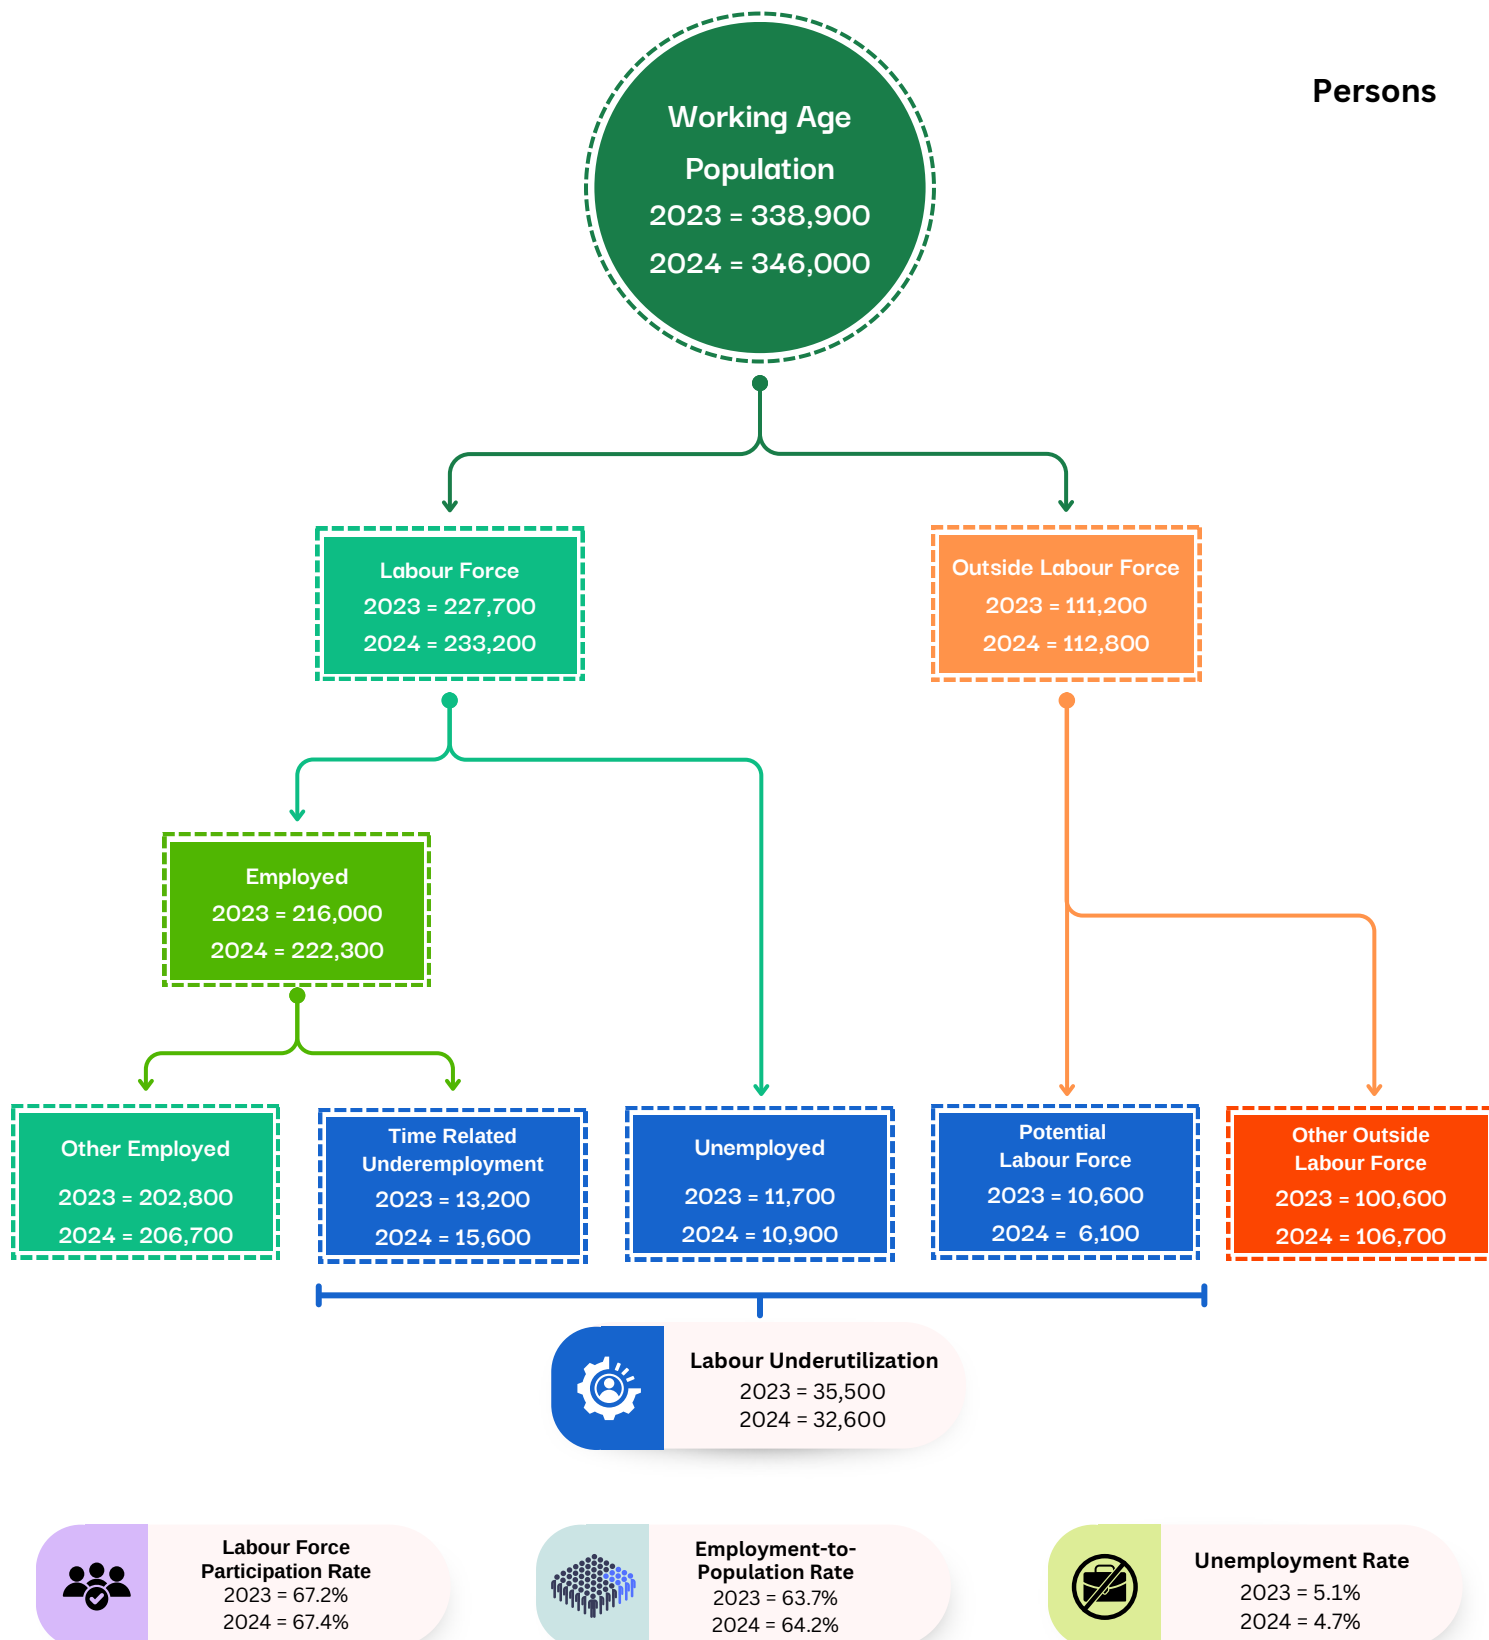 Persons
Working Age
Population
2023 = 338,900
2024 = 346,000
Labour Force
2023 = 227,700
2024 = 233,200
Outside Labour Force
2023 = 111,200
2024 = 112,800
Employed
2023 = 216,000
2024 = 222,300
Other Employed
2023 = 202,800
2024 = 206,700
Time Related
Underemployment
2023 = 13,200
2024 = 15,600
Unemployed
2023 = 11,700
2024 = 10,900
Potential
Labour Force
2023 = 10,600
2024 =  6,100
Other Outside
Labour Force
2023 = 100,600
2024 = 106,700
Labour Underutilization
2023 = 35,500
2024 = 32,600
Labour Force
Participation Rate
2023 = 67.2%
2024 = 67.4%
Employment-to-
Population Rate
2023 = 63.7%
2024 = 64.2%
Unemployment Rate
2023 = 5.1%
2024 = 4.7%